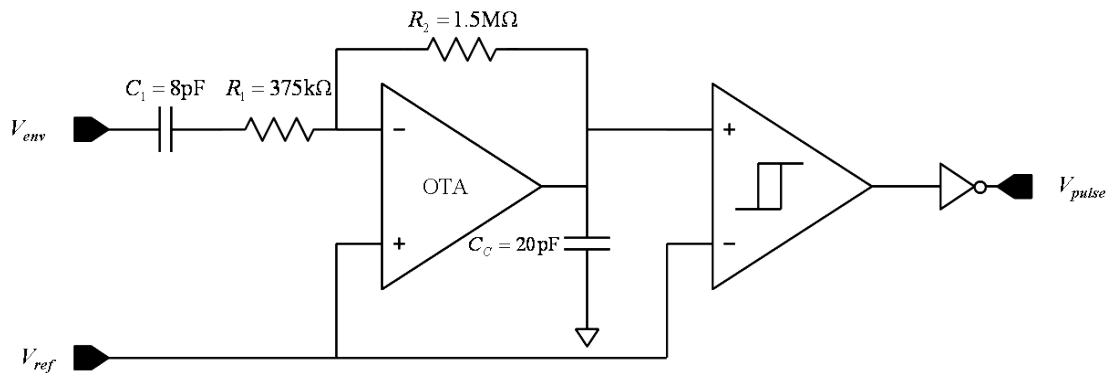 R₂ = 1.5MΩ
C₁ = 8pF
R₁ = 375kΩ
V_env
−
+
OTA
+
−
V_pulse
C_C = 20pF
V_ref